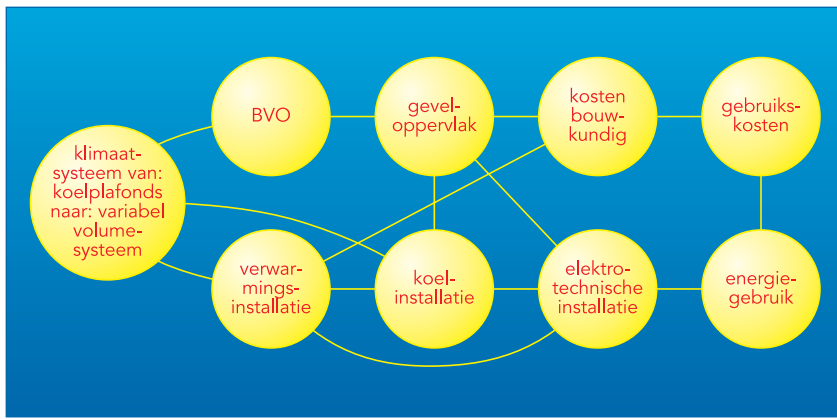 klimaat-
systeem van:
koelplafonds
naar: variabel
volume-
systeem
BVO
gevel-
oppervlak
kosten
bouw-
kundig
gebruiks-
kosten
verwar-
mings-
installatie
koel-
installatie
elektro-
technische
installatie
energie-
gebruik